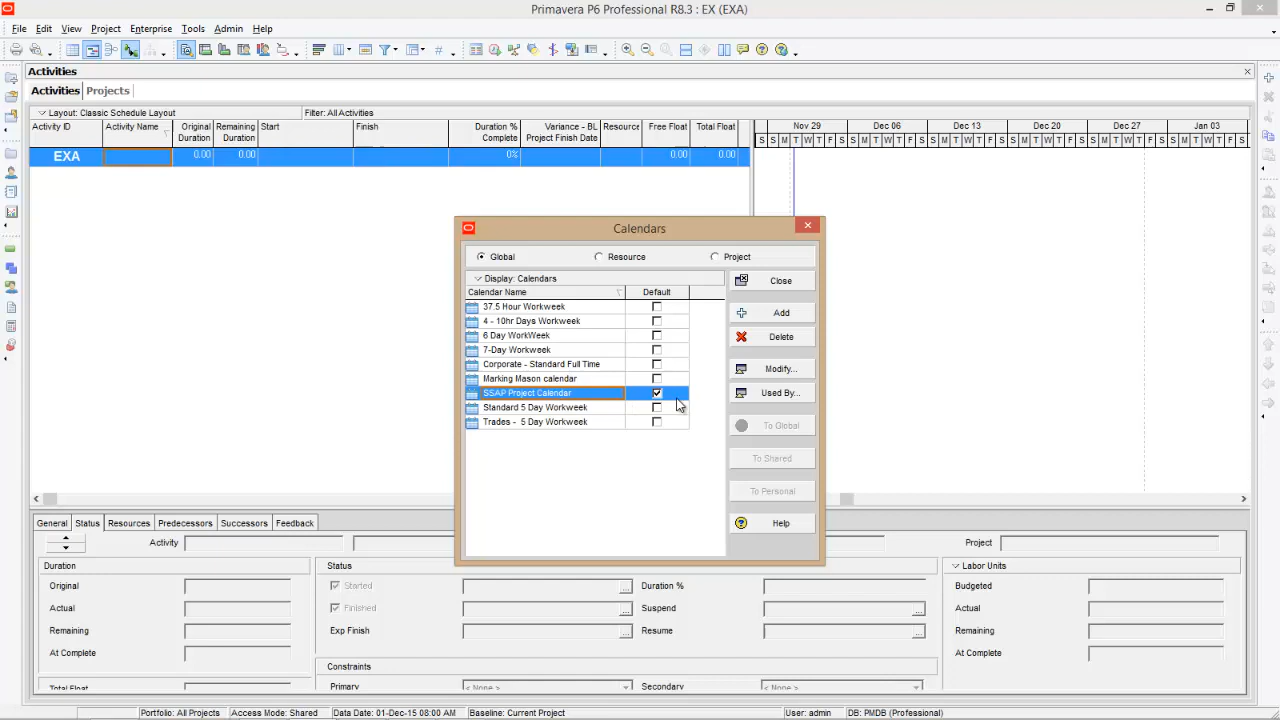 Primavera P6 Professional R8.3 : EX (EXA)
File Edit View Project Enterprise Tools Admin Help
Activities
Activities Projects
Layout: Classic Schedule Layout Filter: All Activities
Activity ID Activity Name Original Duration Remaining Duration Start Finish Duration % Complete Variance - BL Project Finish Date Resource Free Float Total Float
Nov 29 Dec 06 Dec 13 Dec 20 Dec 27 Jan 03
S S M T W T F S S M T W T F S S M T W T F S S M T W T F S S M T W T F S S M T W T F S
EXA 0.00 0.00 0% 0.00 0.00
Calendars
Global Resource Project
Display: Calendars
Calendar Name Default
37.5 Hour Workweek
4 - 10hr Days Workweek
6 Day WorkWeek
7-Day Workweek
Corporate - Standard Full Time
Marking Mason calendar
SSAP Project Calendar
Standard 5 Day Workweek
Trades - 5 Day Workweek
Close
Add
Delete
Modify...
Used By...
To Global
To Shared
To Personal
Help
General Status Resources Predecessors Successors Feedback
Activity Project
Duration Status Labor Units
Original Started Duration % Budgeted
Actual Finished Suspend Actual
Remaining Exp Finish Resume Remaining
At Complete At Complete
Constraints
Total Float Primary < None > Secondary < None >
Portfolio: All Projects Access Mode: Shared Data Date: 01-Dec-15 08:00 AM Baseline: Current Project User: admin DB: PMDB (Professional)